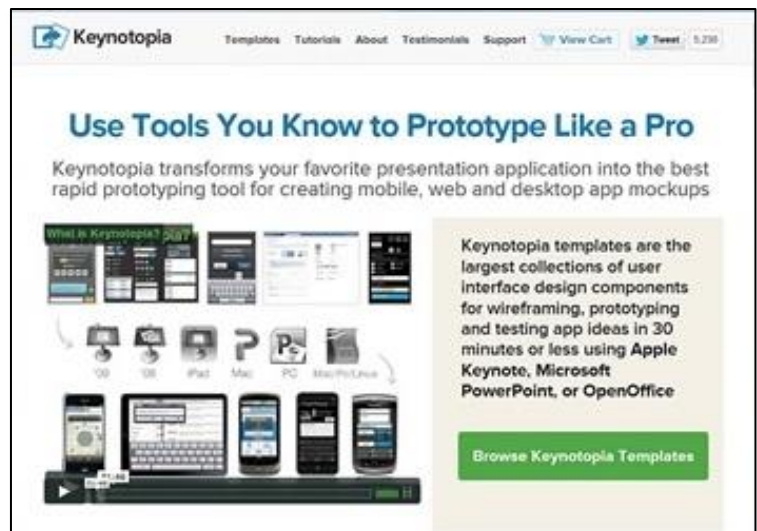 Keynotopia
Templates Tutorials About Testimonials Support View Cart Tweet
Use Tools You Know to Prototype Like a Pro
Keynotopia transforms your favorite presentation application into the best
rapid prototyping tool for creating mobile, web and desktop app mockups
What is Keynotopia?
Keynotopia templates are the
largest collections of user
interface design components
for wireframing, prototyping
and testing app ideas in 30
minutes or less using Apple
Keynote, Microsoft
PowerPoint, or OpenOffice
'09 '08 iPad Mac PC Mac/Pc/Linux
Browse Keynotopia Templates